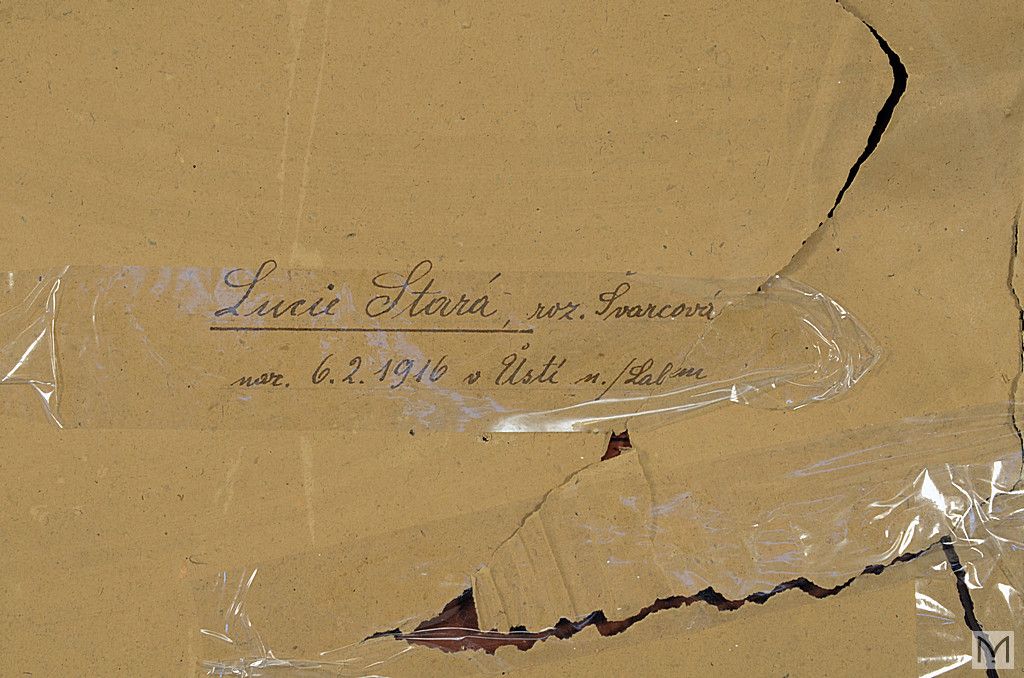 Lucie Stará, roz. Švarcová
nar. 6.2.1916 v Ústí n./Labem
M